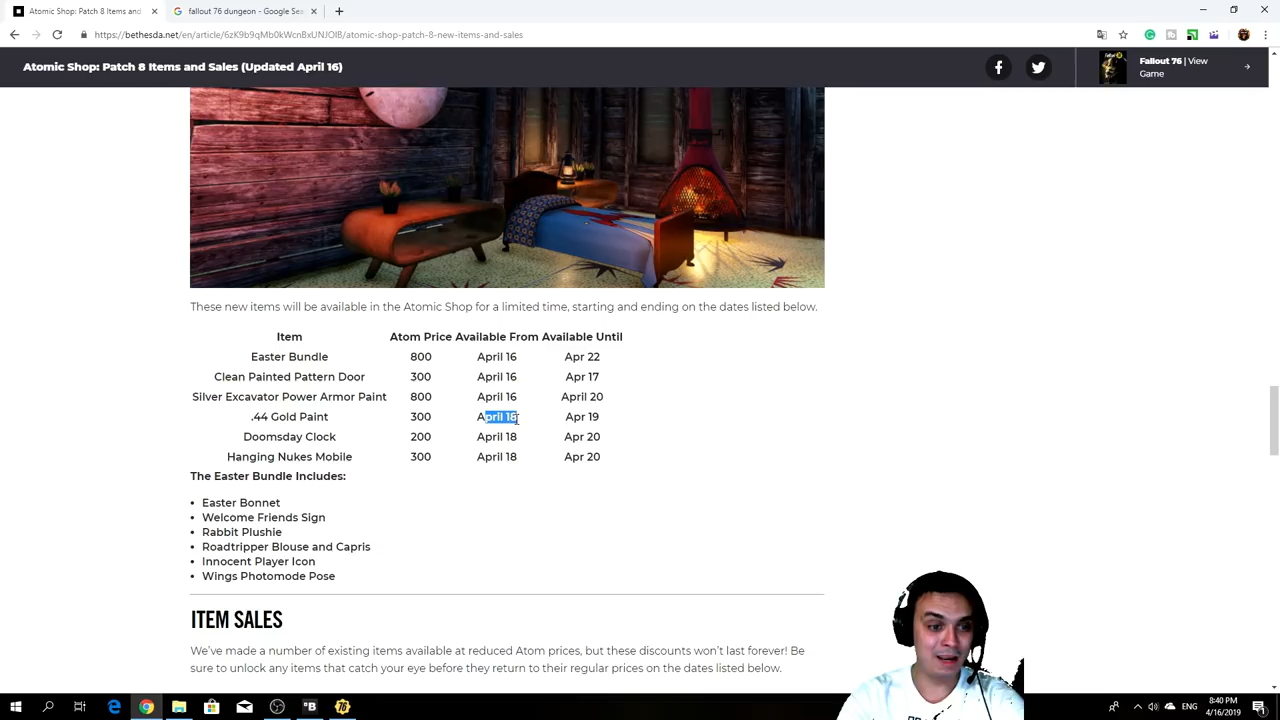 Atomic Shop: Patch 8 Items and
fallout 76 dungeon - Google Sea
https://bethesda.net/en/article/6zK9b9qMb0kWcnBxUNJOlB/atomic-shop-patch-8-new-items-and-sales
Atomic Shop: Patch 8 Items and Sales (Updated April 16)
Fallout 76 | View
Game
These new items will be available in the Atomic Shop for a limited time, starting and ending on the dates listed below.
Item Atom Price Available From Available Until
Easter Bundle 800 April 16 Apr 22
Clean Painted Pattern Door 300 April 16 Apr 17
Silver Excavator Power Armor Paint 800 April 16 April 20
.44 Gold Paint 300 April 18 Apr 19
Doomsday Clock 200 April 18 Apr 20
Hanging Nukes Mobile 300 April 18 Apr 20
The Easter Bundle Includes:
• Easter Bonnet
• Welcome Friends Sign
• Rabbit Plushie
• Roadtripper Blouse and Capris
• Innocent Player Icon
• Wings Photomode Pose
ITEM SALES
We've made a number of existing items available at reduced Atom prices, but these discounts won't last forever! Be
sure to unlock any items that catch your eye before they return to their regular prices on the dates listed below.
ENG
8:40 PM
4/16/2019